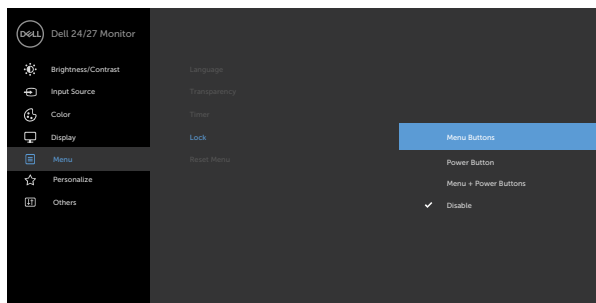 DELL
Dell 24/27 Monitor
Brightness/Contrast
Input Source
Color
Display
Menu
Personalize
Others
Language
Transparency
Timer
Lock
Reset Menu
Menu Buttons
Power Button
Menu + Power Buttons
Disable